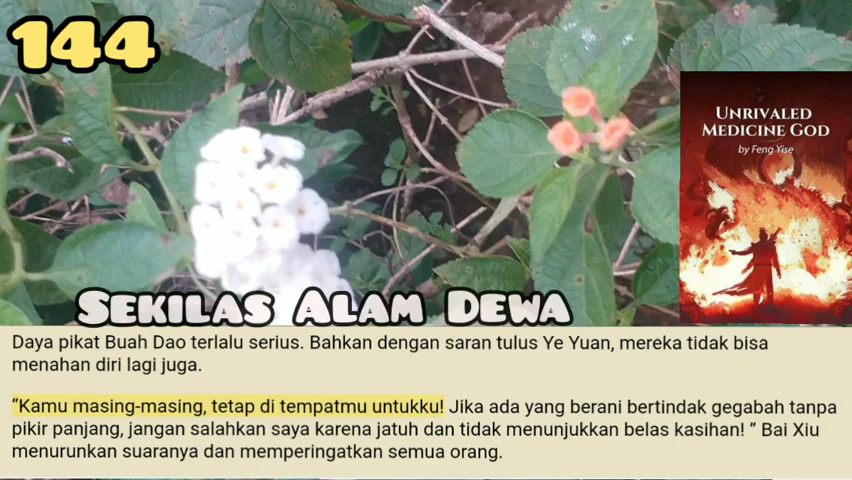 144
UNRIVALED
MEDICINE GOD
by Feng Yise
SEKILAS ALAM DEWA
Daya pikat Buah Dao terlalu serius. Bahkan dengan saran tulus Ye Yuan, mereka tidak bisa
menahan diri lagi juga.
“Kamu masing-masing, tetap di tempatmu untukku! Jika ada yang berani bertindak gegabah tanpa
pikir panjang, jangan salahkan saya karena jatuh dan tidak menunjukkan belas kasihan! ” Bai Xiu
menurunkan suaranya dan memperingatkan semua orang.